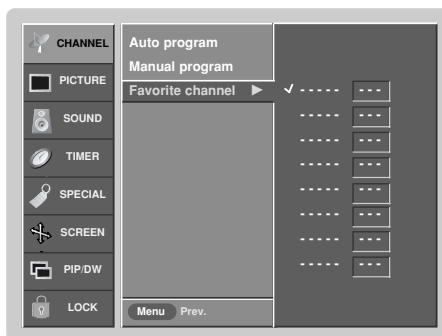 CHANNEL
PICTURE
SOUND
TIMER
SPECIAL
SCREEN
PIP/DW
LOCK
Auto program
Manual program
Favorite channel ▶
Menu Prev.
✓ ----- ---
----- ---
----- ---
----- ---
----- ---
----- ---
----- ---
----- ---